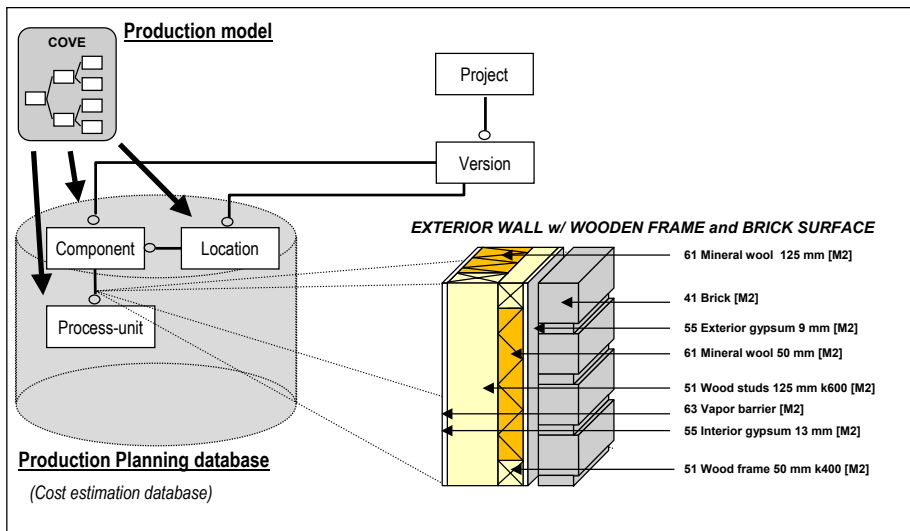 Production model
COVE
Project
Version
Component
Location
Process-unit
Production Planning database
(Cost estimation database)
EXTERIOR WALL w/ WOODEN FRAME and BRICK SURFACE
61 Mineral wool 125 mm [M2]
41 Brick [M2]
55 Exterior gypsum 9 mm [M2]
61 Mineral wool 50 mm [M2]
51 Wood studs 125 mm k600 [M2]
63 Vapor barrier [M2]
55 Interior gypsum 13 mm [M2]
51 Wood frame 50 mm k400 [M2]